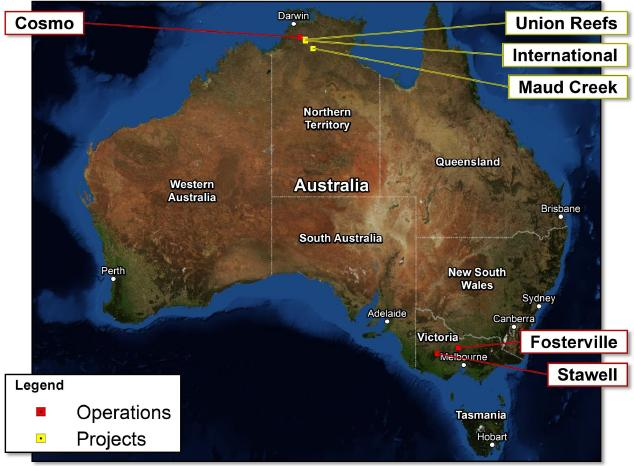 Cosmo
Darwin
Union Reefs
International
Maud Creek
Northern
Territory
Queensland
Western
Australia
Australia
Brisbane
South Australia
Perth
New South
Wales
Sydney
Adelaide
Canberra
Victoria
Fosterville
Melbourne
Stawell
Legend
Operations
Projects
Tasmania
Hobart